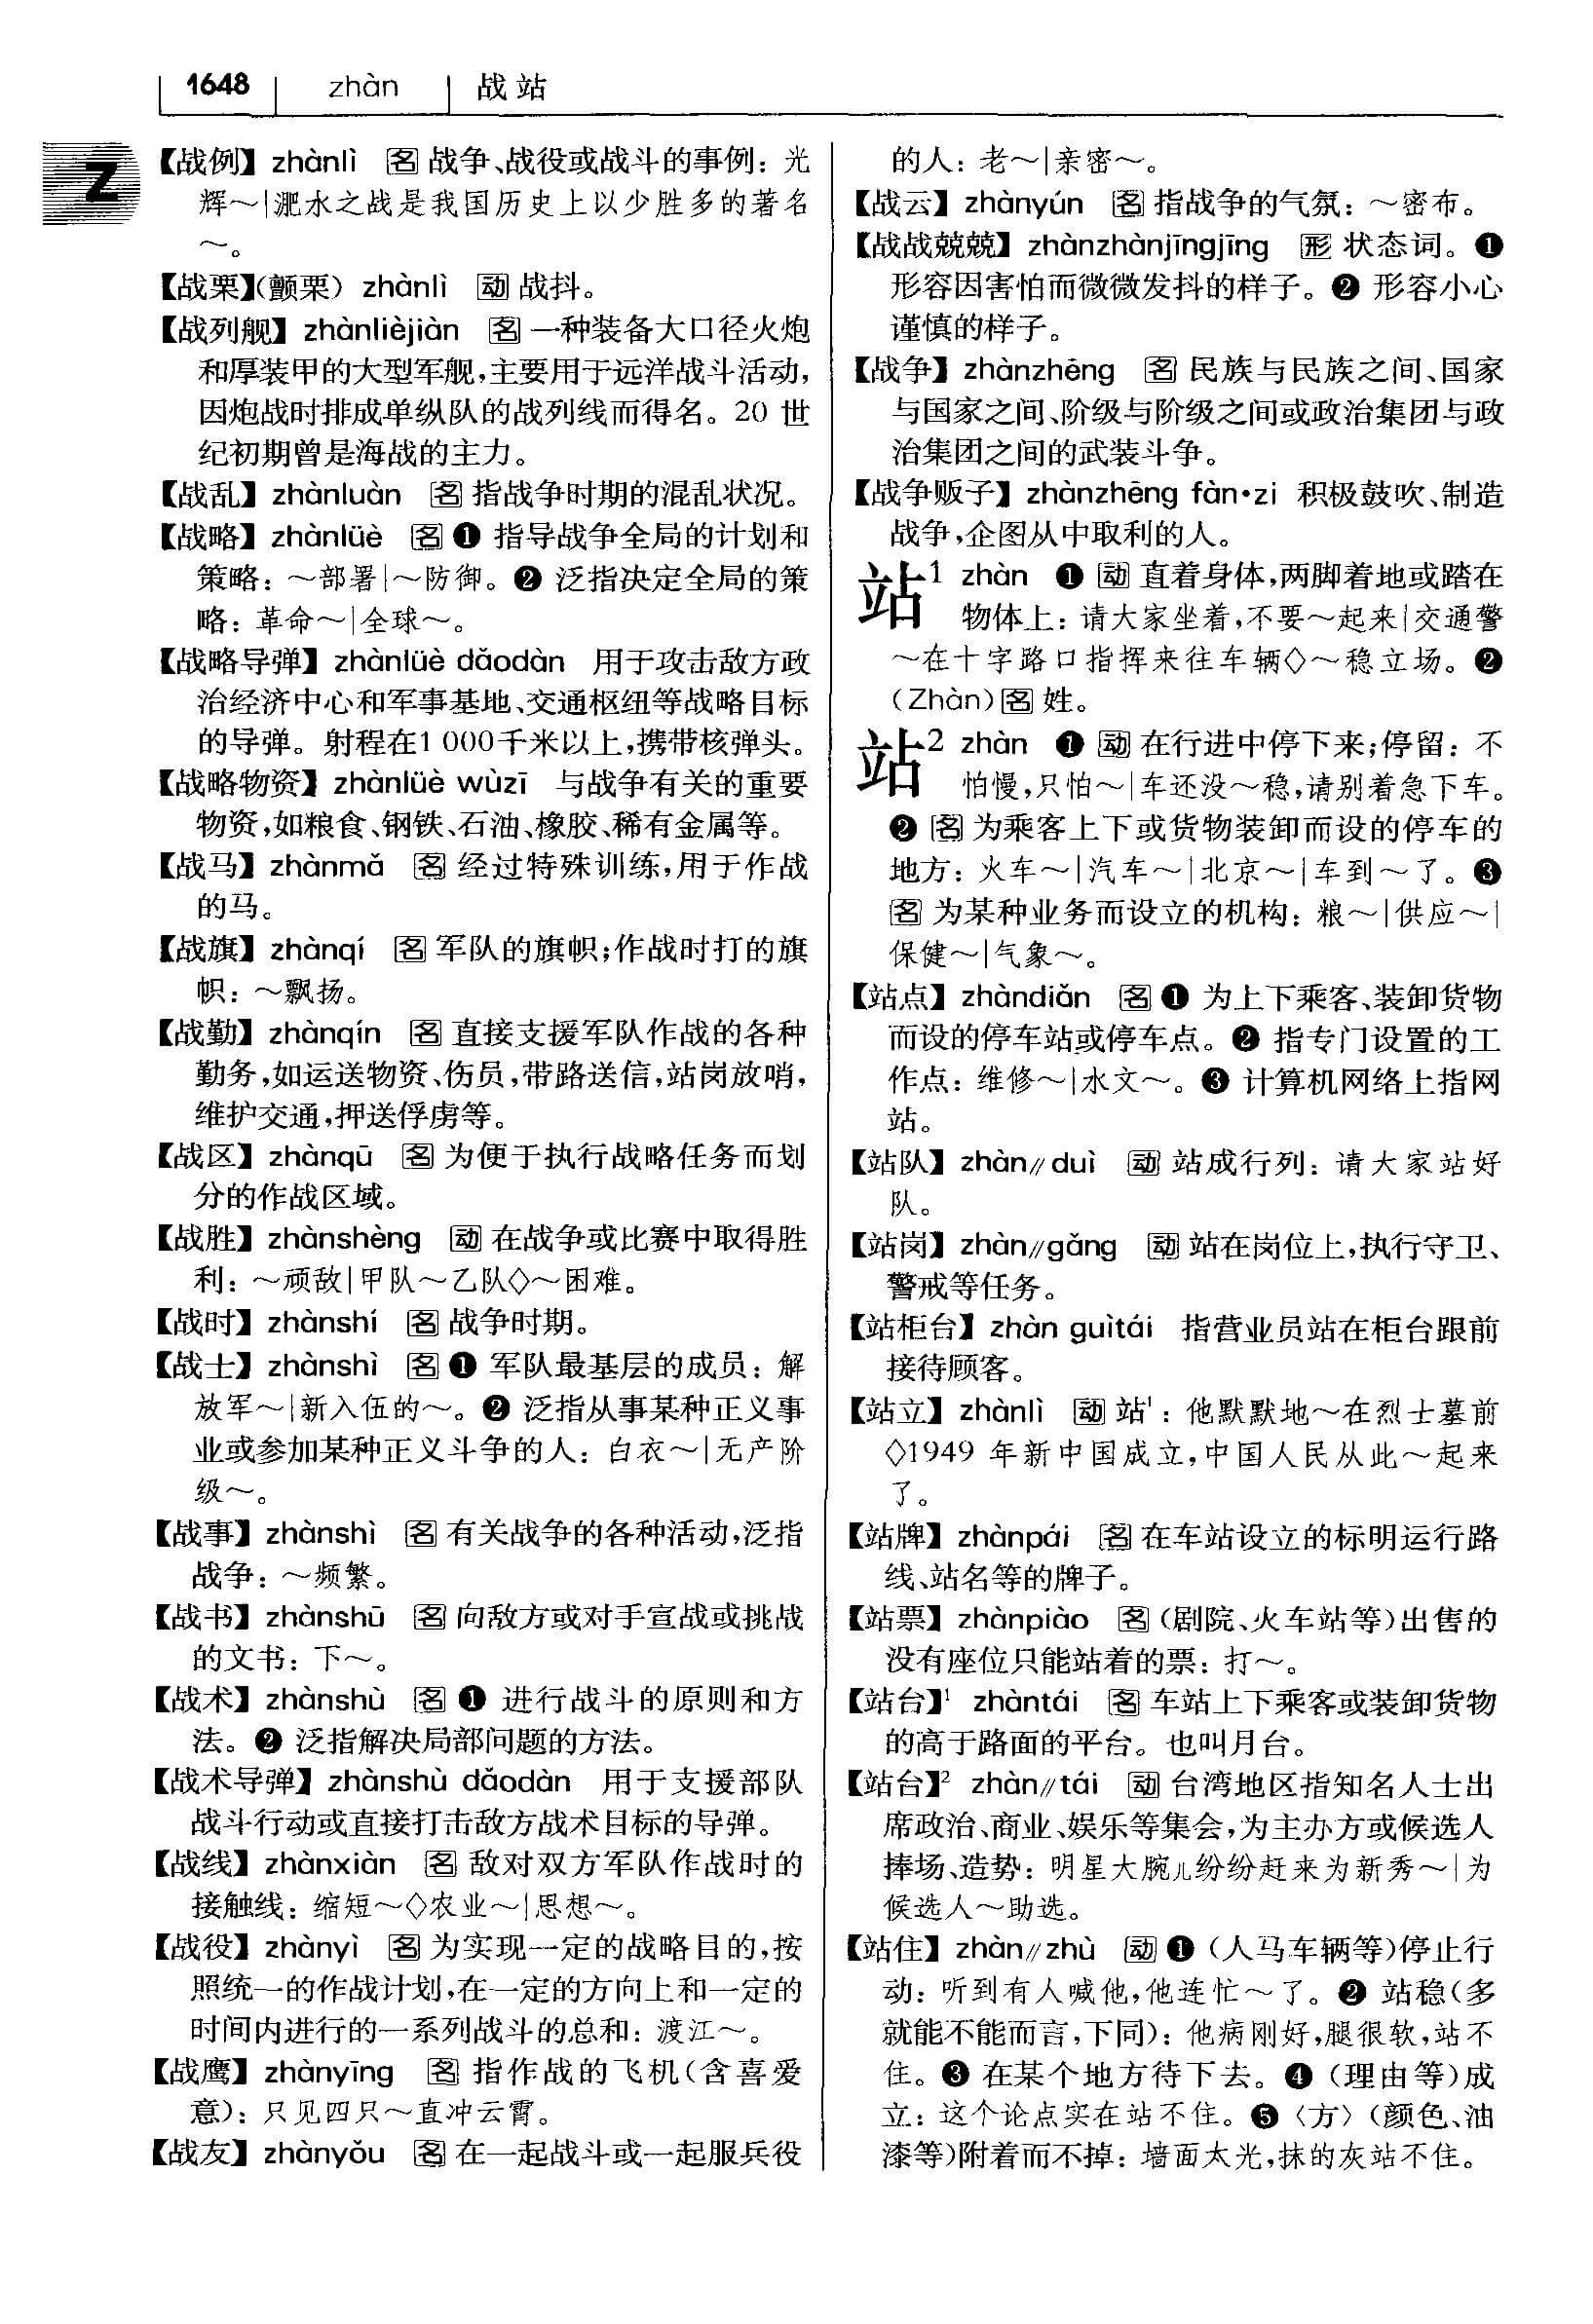 1648 zhàn 战站
Z
【战例】 zhànlì 名 战争、战役或战斗的事例：光
辉～|淝水之战是我国历史上以少胜多的著名
～。
【战栗】（颤栗） zhànlì 动 战抖。
【战列舰】 zhànlièjiàn 名 一种装备大口径火炮
和厚装甲的大型军舰，主要用于远洋战斗活动，
因炮战时排成单纵队的战列线而得名。20 世
纪初期曾是海战的主力。
【战乱】 zhànluàn 名 指战争时期的混乱状况。
【战略】 zhànlüè 名 ❶ 指导战争全局的计划和
策略：～部署|～防御。❷ 泛指决定全局的策
略：革命～|全球～。
【战略导弹】 zhànlüè dǎodàn 用于攻击敌方政
治经济中心和军事基地、交通枢纽等战略目标
的导弹。射程在1 000千米以上，携带核弹头。
【战略物资】 zhànlüè wùzī 与战争有关的重要
物资，如粮食、钢铁、石油、橡胶、稀有金属等。
【战马】 zhànmǎ 名 经过特殊训练，用于作战
的马。
【战旗】 zhànqí 名 军队的旗帜；作战时打的旗
帜：～飘扬。
【战勤】 zhànqín 名 直接支援军队作战的各种
勤务，如运送物资、伤员，带路送信，站岗放哨，
维护交通，押送俘虏等。
【战区】 zhànqū 名 为便于执行战略任务而划
分的作战区域。
【战胜】 zhànshèng 动 在战争或比赛中取得胜
利：～顽敌|甲队～乙队◇～困难。
【战时】 zhànshí 名 战争时期。
【战士】 zhànshì 名 ❶ 军队最基层的成员：解
放军～|新入伍的～。❷ 泛指从事某种正义事
业或参加某种正义斗争的人：白衣～|无产阶
级～。
【战事】 zhànshì 名 有关战争的各种活动，泛指
战争：～频繁。
【战书】 zhànshū 名 向敌方或对手宣战或挑战
的文书：下～。
【战术】 zhànshù 名 ❶ 进行战斗的原则和方
法。❷ 泛指解决局部问题的方法。
【战术导弹】 zhànshù dǎodàn 用于支援部队
战斗行动或直接打击敌方战术目标的导弹。
【战线】 zhànxiàn 名 敌对双方军队作战时的
接触线：缩短～◇农业～|思想～。
【战役】 zhànyì 名 为实现一定的战略目的，按
照统一的作战计划，在一定的方向上和一定的
时间内进行的一系列战斗的总和：渡江～。
【战鹰】 zhànyīng 名 指作战的飞机（含喜爱
意）：只见四只～直冲云霄。
【战友】 zhànyǒu 名 在一起战斗或一起服兵役
的人：老～|亲密～。
【战云】 zhànyún 名 指战争的气氛：～密布。
【战战兢兢】 zhànzhànjīngjīng 形 状态词。❶
形容因害怕而微微发抖的样子。❷ 形容小心
谨慎的样子。
【战争】 zhànzhēng 名 民族与民族之间、国家
与国家之间、阶级与阶级之间或政治集团与政
治集团之间的武装斗争。
【战争贩子】 zhànzhēng fàn•zi 积极鼓吹、制造
战争，企图从中取利的人。
站¹ zhàn ❶ 动 直着身体，两脚着地或踏在
物体上：请大家坐着，不要～起来|交通警
～在十字路口指挥来往车辆◇～稳立场。❷
（Zhàn）名 姓。
站² zhàn ❶ 动 在行进中停下来；停留：不
怕慢，只怕～|车还没～稳，请别着急下车。
❷ 名 为乘客上下或货物装卸而设的停车的
地方：火车～|汽车～|北京～|车到～了。❸
名 为某种业务而设立的机构：粮～|供应～|
保健～|气象～。
【站点】 zhàndiǎn 名 ❶ 为上下乘客、装卸货物
而设的停车站或停车点。❷ 指专门设置的工
作点：维修～|水文～。❸ 计算机网络上指网
站。
【站队】 zhàn//duì 动 站成行列：请大家站好
队。
【站岗】 zhàn//gǎng 动 站在岗位上，执行守卫、
警戒等任务。
【站柜台】 zhàn guìtái 指营业员站在柜台跟前
接待顾客。
【站立】 zhànlì 动 站¹：他默默地～在烈士墓前
◇1949 年新中国成立，中国人民从此～起来
了。
【站牌】 zhànpái 名 在车站设立的标明运行路
线、站名等的牌子。
【站票】 zhànpiào 名（剧院、火车站等）出售的
没有座位只能站着的票：打～。
【站台】¹ zhàntái 名 车站上下乘客或装卸货物
的高于路面的平台。也叫月台。
【站台】² zhàn//tái 动 台湾地区指知名人士出
席政治、商业、娱乐等集会，为主办方或候选人
捧场、造势：明星大腕儿纷纷赶来为新秀～|为
候选人～助选。
【站住】 zhàn//zhù 动 ❶（人马车辆等）停止行
动：听到有人喊他，他连忙～了。❷ 站稳（多
就能不能而言，下同）：他病刚好，腿很软，站不
住。❸ 在某个地方待下去。❹（理由等）成
立：这个论点实在站不住。❺〈方〉（颜色、油
漆等）附着而不掉：墙面太光，抹的灰站不住。